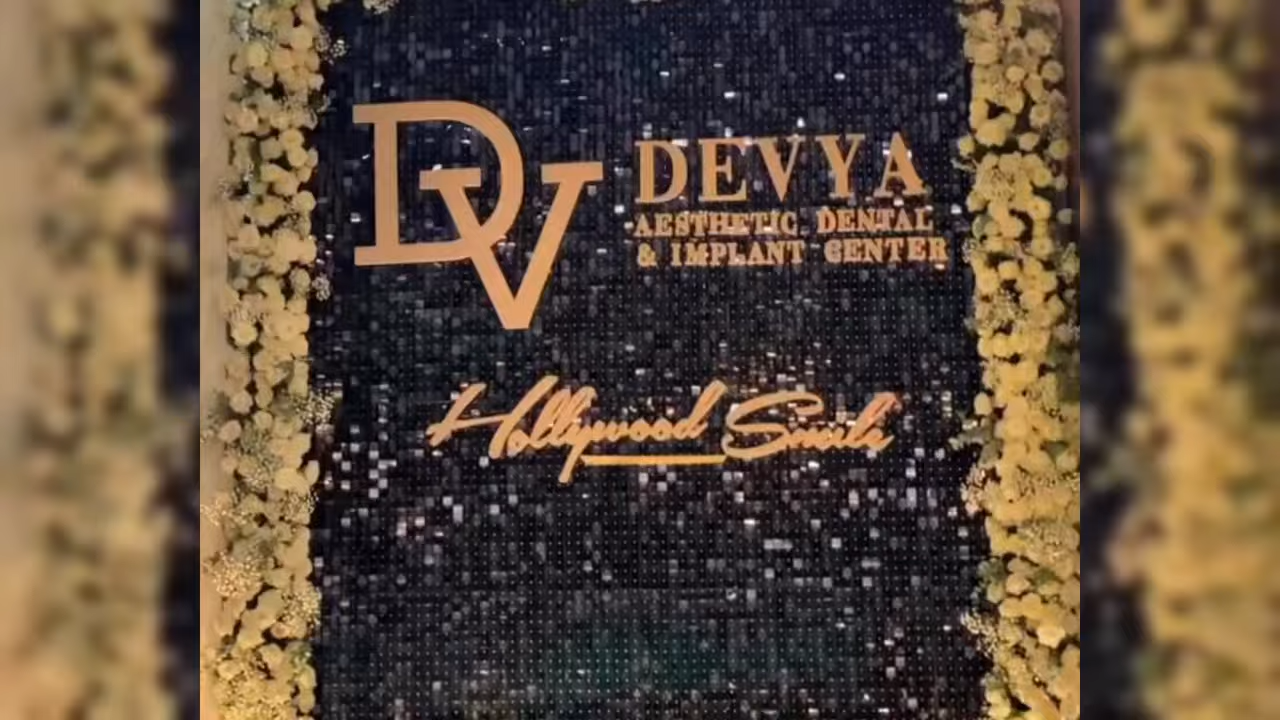 DV
DEVYA
AESTHETIC DENTAL
& IMPLANT CENTER
Hollywood Smile